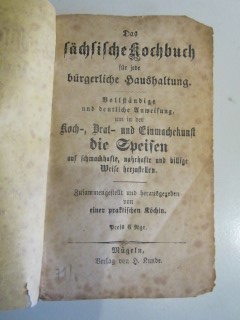 Das
sächsische Kochbuch
für jede
bürgerliche Haushaltung.
Vollständige
und deutliche Anweisung,
um in der
Koch-, Brat- und Einmachekunst
die Speisen
auf schmackhafte, nahrhafte und billige
Weise herzustellen.
Zusammengestellt und herausgegeben
von
einer praktischen Köchin.
Preis 6 Ngr.
Mügeln,
Verlag von H. Kunde.